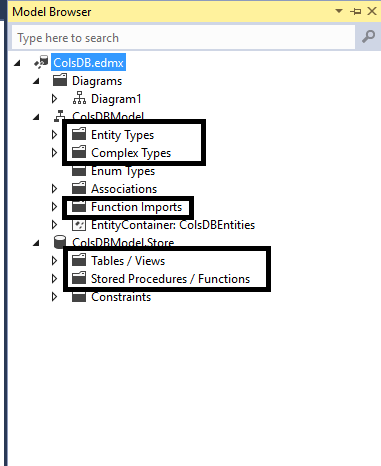 Model Browser
Type here to search
ColsDB.edmx
Diagrams
Diagram1
ColsDBModel
Entity Types
Complex Types
Enum Types
Associations
Function Imports
EntityContainer: ColsDBEntities
ColsDBModel.Store
Tables / Views
Stored Procedures / Functions
Constraints